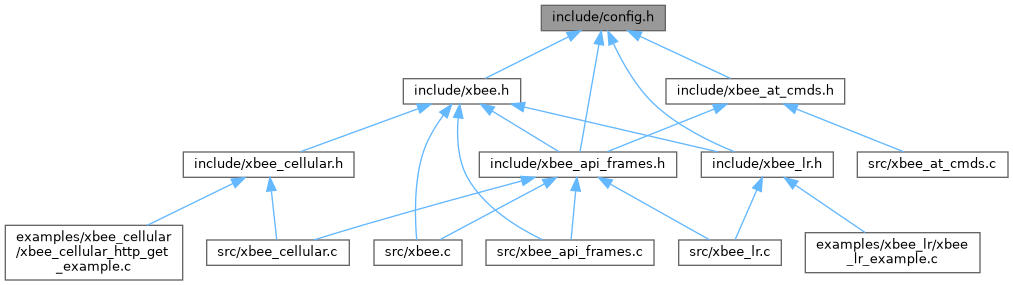 include/config.h
include/xbee.h
include/xbee_at_cmds.h
include/xbee_cellular.h
include/xbee_api_frames.h
include/xbee_lr.h
src/xbee_at_cmds.c
examples/xbee_cellular
/xbee_cellular_http_get
_example.c
src/xbee_cellular.c
src/xbee.c
src/xbee_api_frames.c
src/xbee_lr.c
examples/xbee_lr/xbee
_lr_example.c